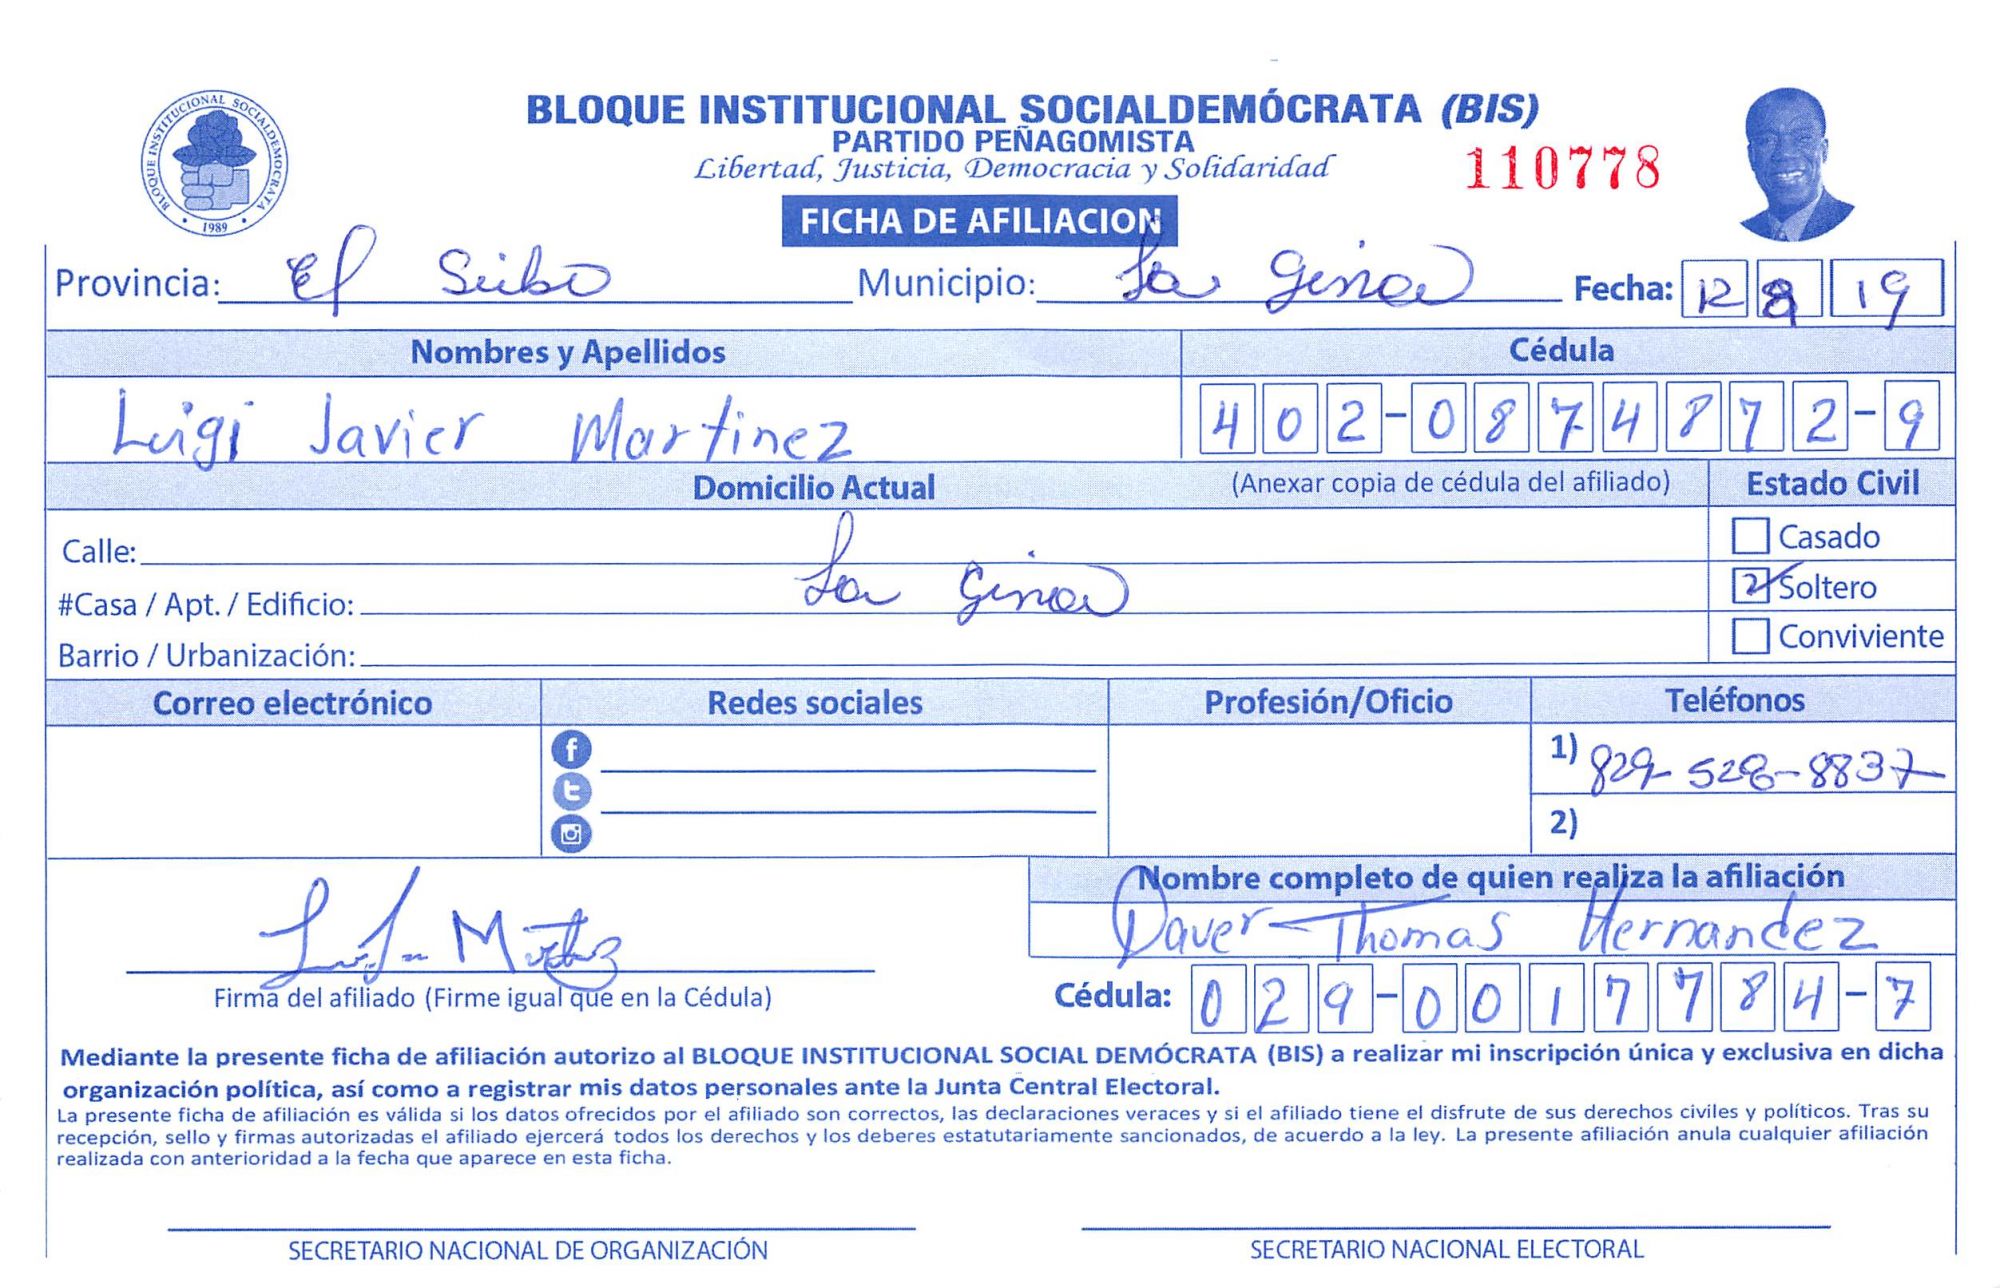 BLOQUE INSTITUCIONAL SOCIALDEMOCRATA
1989
BLOQUE INSTITUCIONAL SOCIALDEMÓCRATA (BIS)
PARTIDO PEÑAGOMISTA
Libertad, Justicia, Democracia y Solidaridad
110778
FICHA DE AFILIACION
Provincia: El Seibo Municipio: La Gina Fecha: 12 8 19
Nombres y Apellidos Cédula
Luigi Javier Martinez 402-0874872-9
Domicilio Actual (Anexar copia de cédula del afiliado) Estado Civil
Calle: Casado
La Gina
#Casa / Apt. / Edificio: Soltero
Barrio / Urbanización: Conviviente
Correo electrónico Redes sociales Profesión/Oficio Teléfonos
1) 829-528-8837
2)
Nombre completo de quien realiza la afiliación
Daver Thomas Hernandez
Firma del afiliado (Firme igual que en la Cédula) Cédula: 029-0017784-7
Mediante la presente ficha de afiliación autorizo al BLOQUE INSTITUCIONAL SOCIAL DEMÓCRATA (BIS) a realizar mi inscripción única y exclusiva en dicha
organización política, así como a registrar mis datos personales ante la Junta Central Electoral.
La presente ficha de afiliación es válida si los datos ofrecidos por el afiliado son correctos, las declaraciones veraces y si el afiliado tiene el disfrute de sus derechos civiles y políticos. Tras su
recepción, sello y firmas autorizadas el afiliado ejercerá todos los derechos y los deberes estatutariamente sancionados, de acuerdo a la ley. La presente afiliación anula cualquier afiliación
realizada con anterioridad a la fecha que aparece en esta ficha.
SECRETARIO NACIONAL DE ORGANIZACIÓN SECRETARIO NACIONAL ELECTORAL